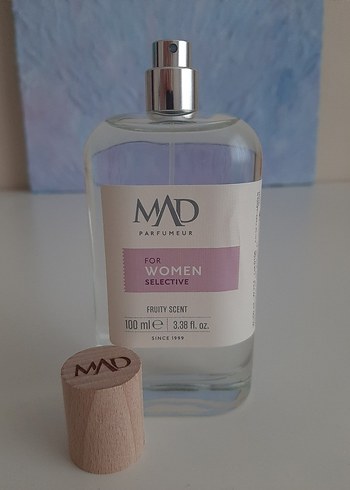 MAD
PARFUMEUR
FOR
WOMEN
SELECTIVE
FRUITY SCENT
100 ml ℮ 3.38 fl. oz.
SINCE 1999
MAD